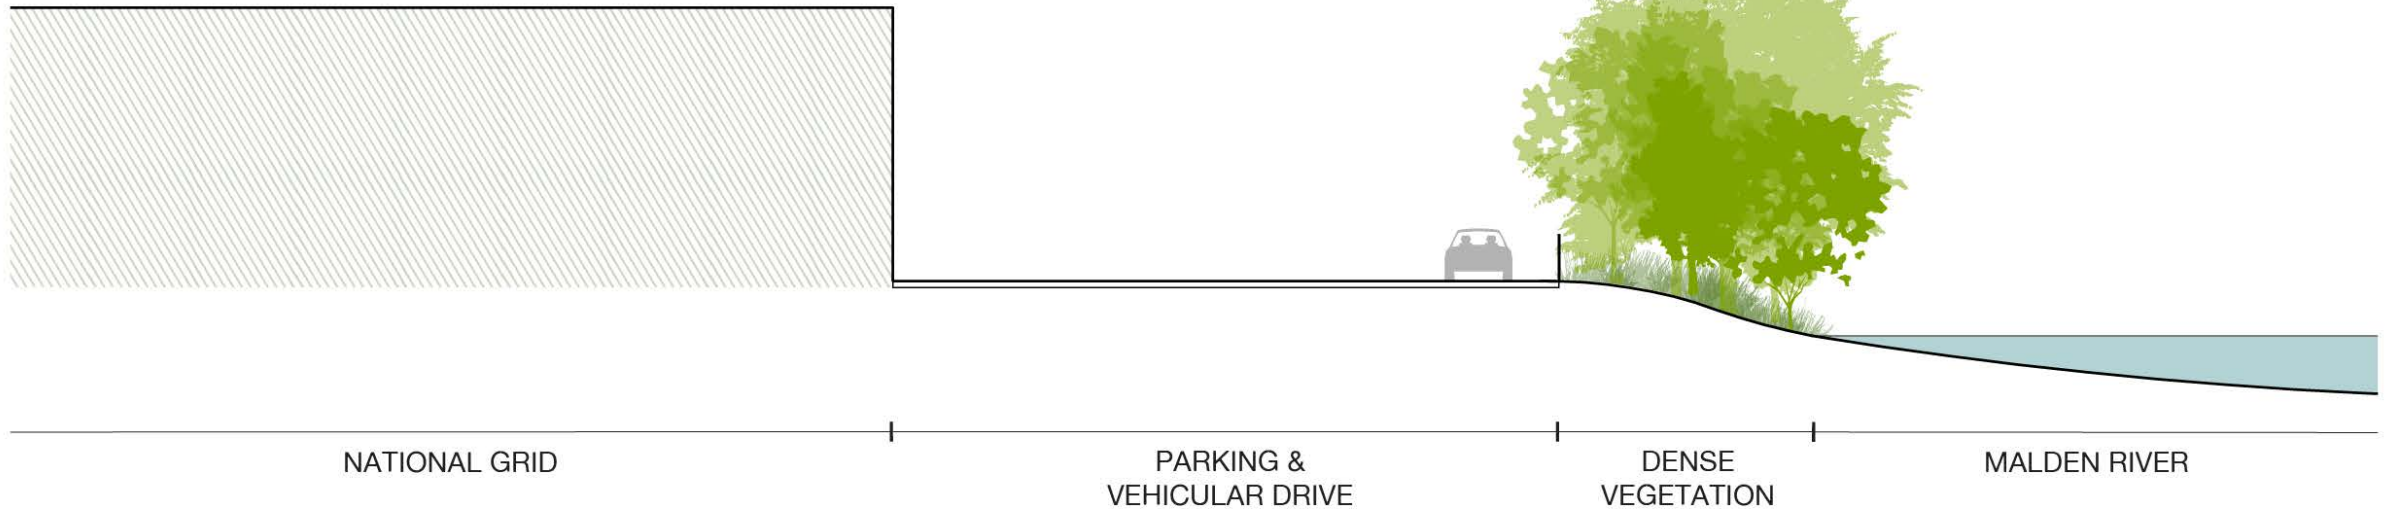 NATIONAL GRID
PARKING &
VEHICULAR DRIVE
DENSE
VEGETATION
MALDEN RIVER